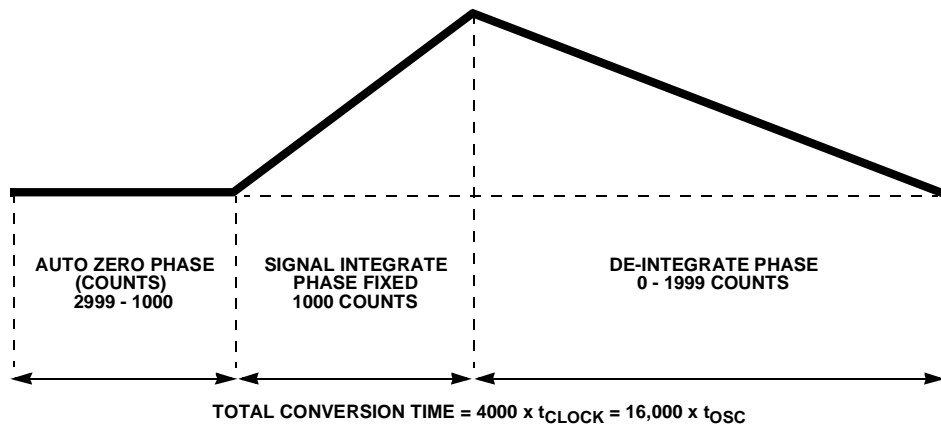 AUTO ZERO PHASE
(COUNTS)
2999 - 1000
SIGNAL INTEGRATE
PHASE FIXED
1000 COUNTS
DE-INTEGRATE PHASE
0 - 1999 COUNTS
TOTAL CONVERSION TIME = 4000 x tCLOCK = 16,000 x tOSC